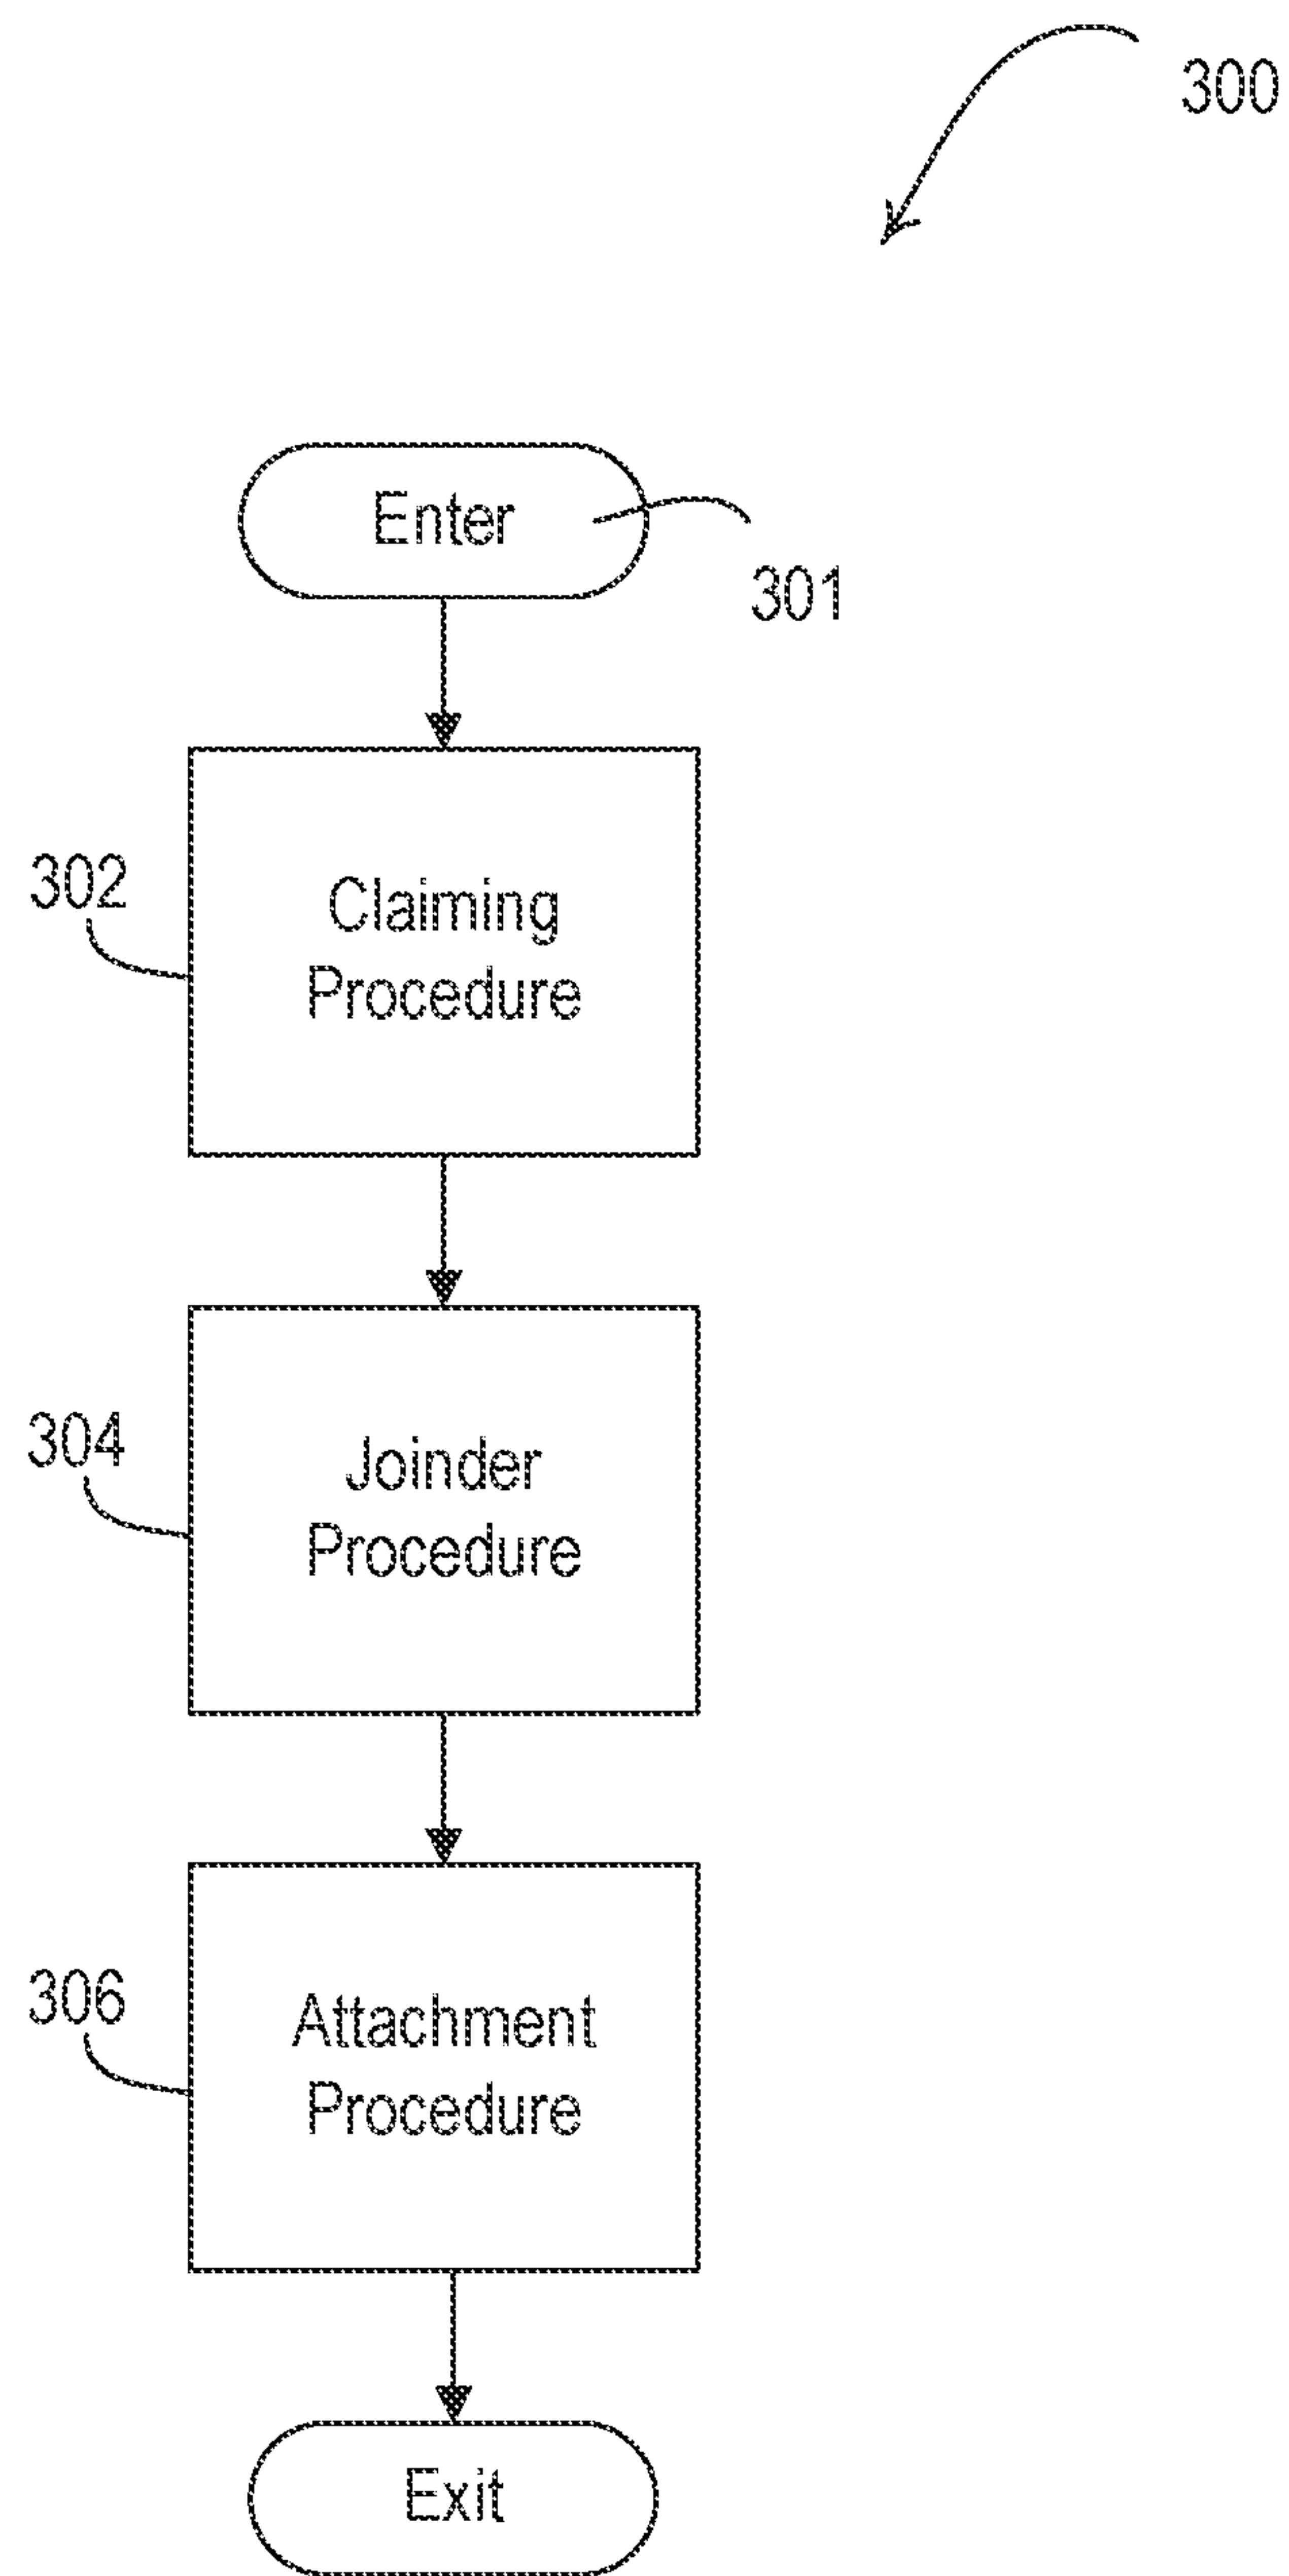 300
Enter
301
302
Claiming
Procedure
304
Joinder
Procedure
306
Attachment
Procedure
Exit